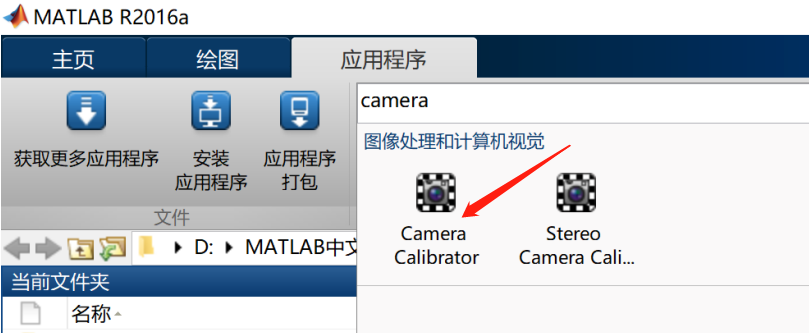 MATLAB R2016a
主页
绘图
应用程序
获取更多应用程序
安装
应用程序
应用程序
打包
文件
camera
图像处理和计算机视觉
Camera
Calibrator
Stereo
Camera Cali...
D:
MATLAB中文
当前文件夹
名称